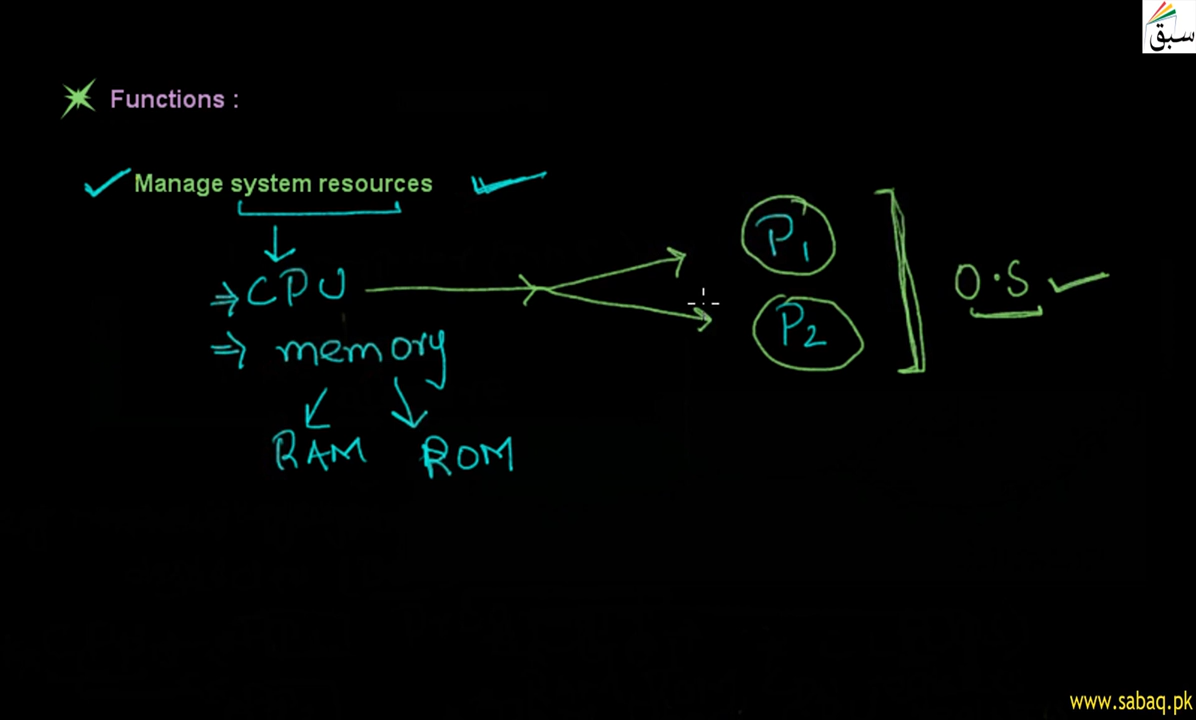 سبق
Functions :
Manage system resources
CPU
memory
RAM ROM
P1
P2
O.S
www.sabaq.pk